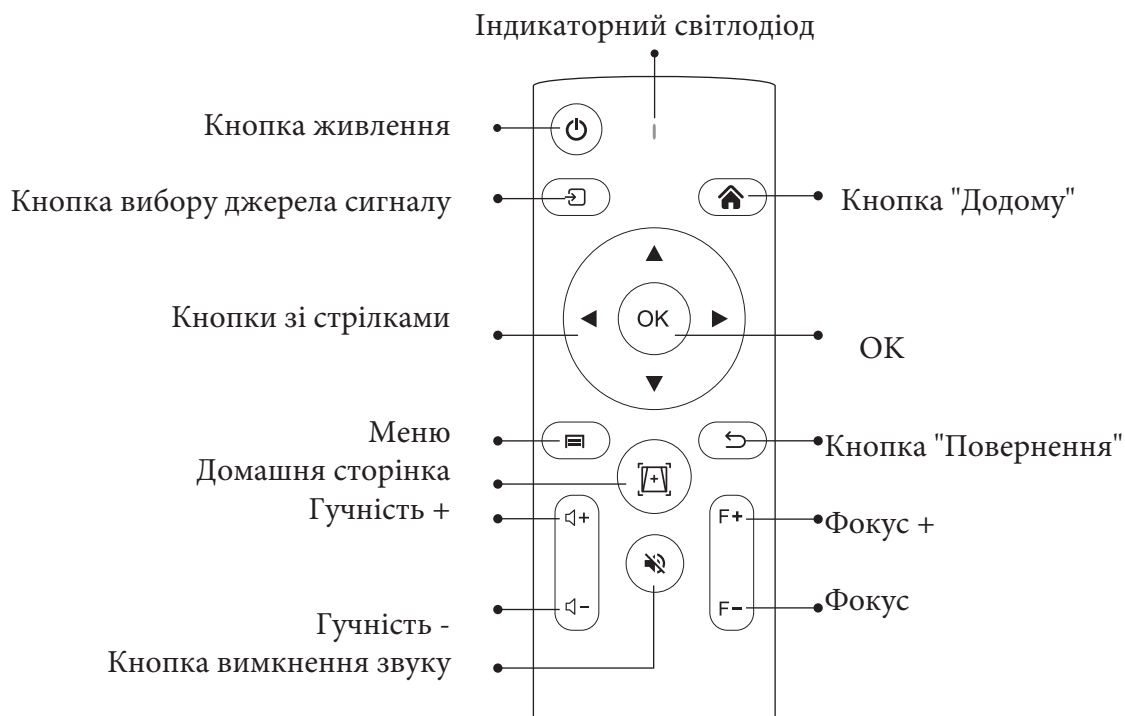 Індикаторний світлодіод
Кнопка живлення
Кнопка вибору джерела сигналу
Кнопка "Додому"
Кнопки зі стрілками
OK
OK
Меню
Кнопка "Повернення"
Домашня сторінка
Гучність +
+
F+
Фокус +
-
F-
Фокус
Гучність -
Кнопка вимкнення звуку